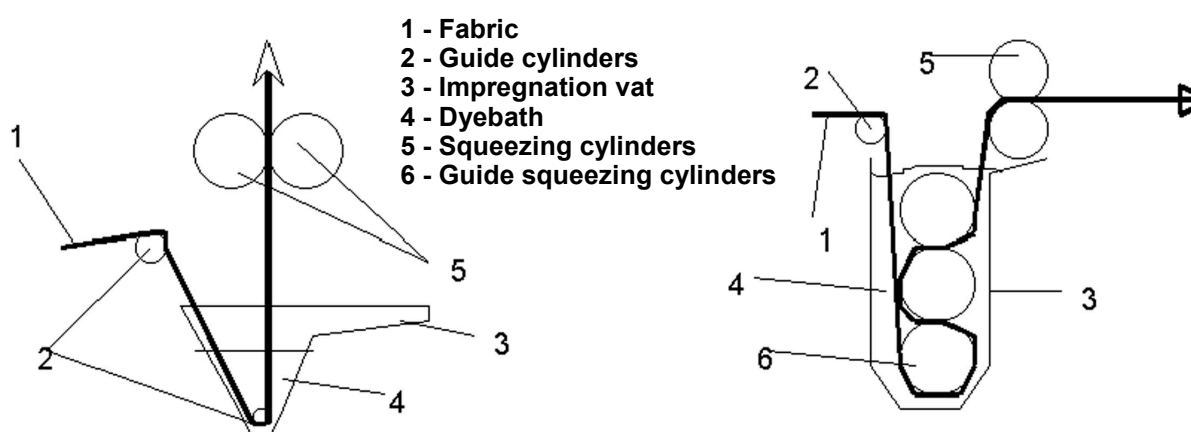 1 - Fabric
2 - Guide cylinders
3 - Impregnation vat
4 - Dyebath
5 - Squeezing cylinders
6 - Guide squeezing cylinders
1
2
5
3
4
2
5
1
4
3
6